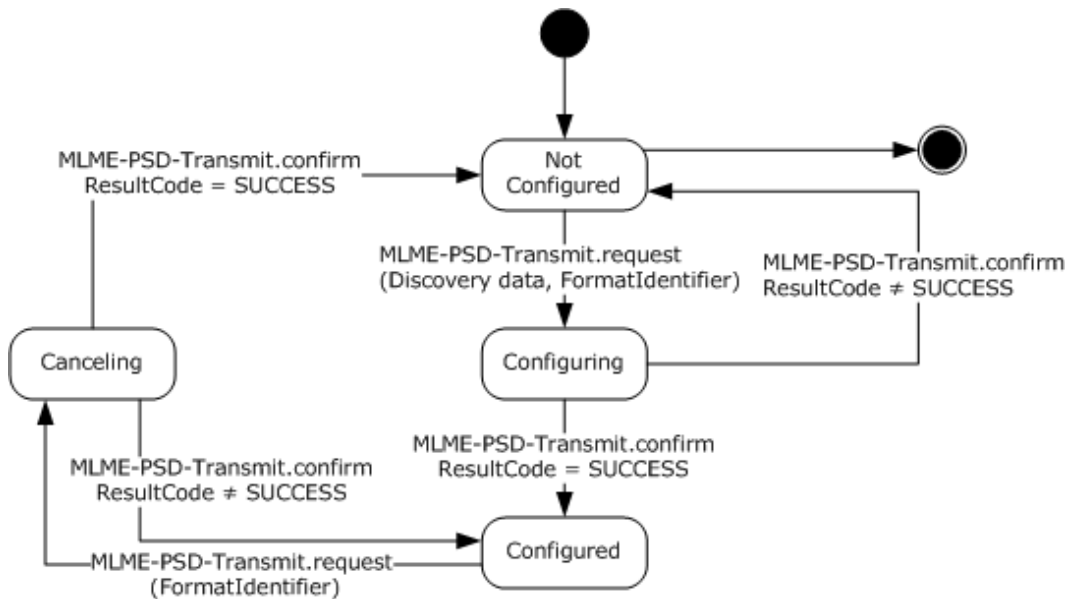 Not
Configured
MLME-PSD-Transmit.confirm
ResultCode = SUCCESS
MLME-PSD-Transmit.request
(Discovery data, FormatIdentifier)
MLME-PSD-Transmit.confirm
ResultCode ≠ SUCCESS
Canceling
Configuring
MLME-PSD-Transmit.confirm
ResultCode = SUCCESS
MLME-PSD-Transmit.confirm
ResultCode ≠ SUCCESS
Configured
MLME-PSD-Transmit.request
(FormatIdentifier)